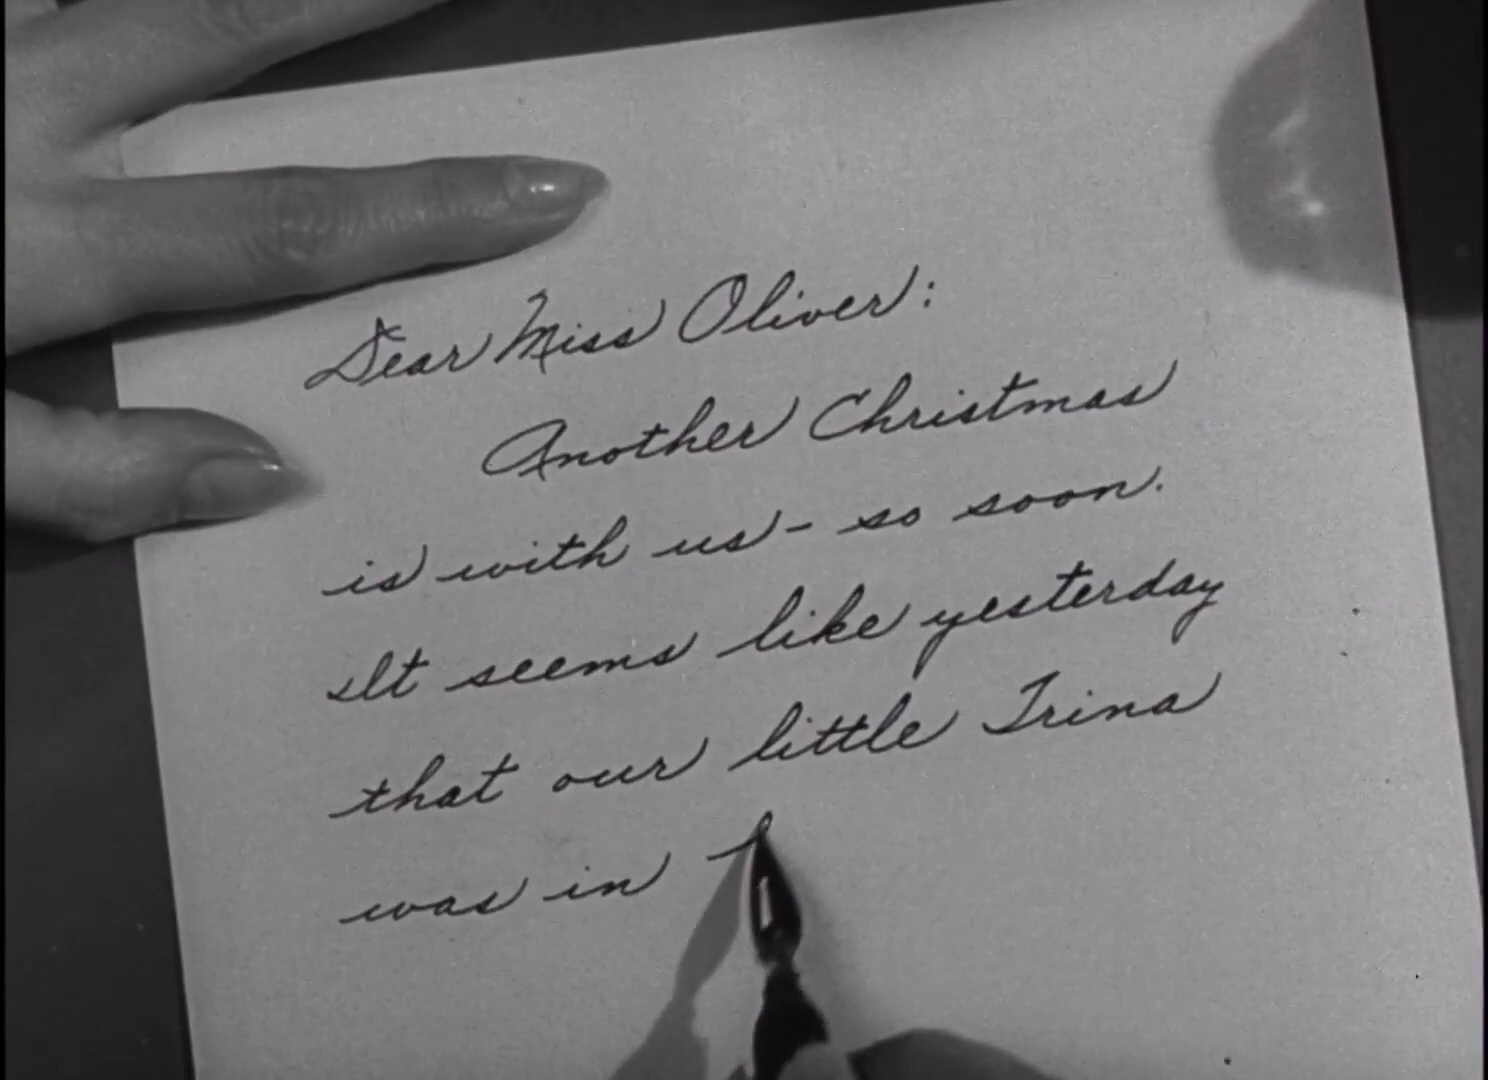 Dear Miss Oliver:
Another Christmas
is with us - so soon.
It seems like yesterday
that our little Trina
was in